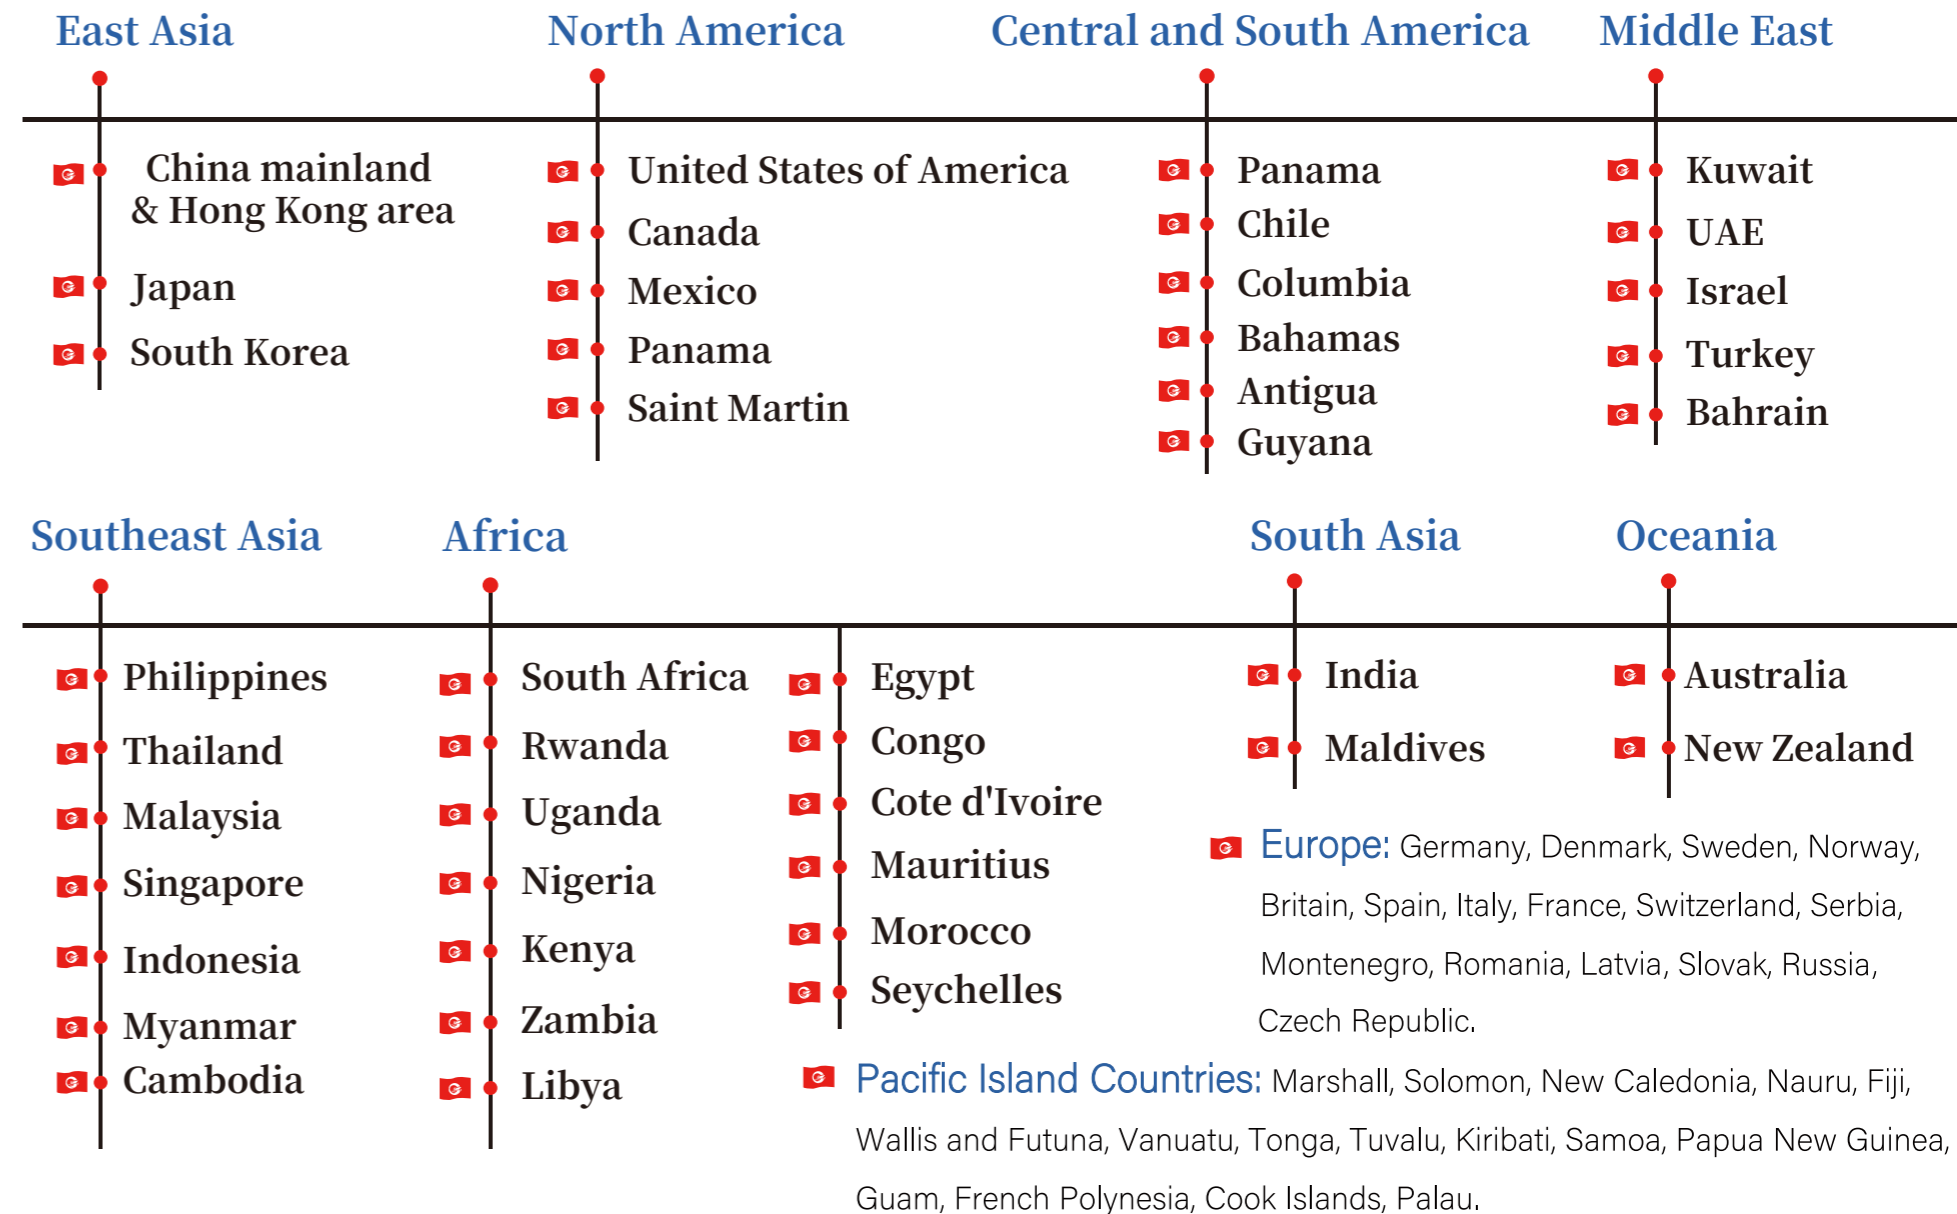 East Asia
China mainland
& Hong Kong area
Japan
South Korea
North America
United States of America
Canada
Mexico
Panama
Saint Martin
Central and South America
Panama
Chile
Columbia
Bahamas
Antigua
Guyana
Middle East
Kuwait
UAE
Israel
Turkey
Bahrain
Southeast Asia
Philippines
Thailand
Malaysia
Singapore
Indonesia
Myanmar
Cambodia
Africa
South Africa
Rwanda
Uganda
Nigeria
Kenya
Zambia
Libya
Egypt
Congo
Cote d'Ivoire
Mauritius
Morocco
Seychelles
South Asia
India
Maldives
Oceania
Australia
New Zealand
Europe: Germany, Denmark, Sweden, Norway,
Britain, Spain, Italy, France, Switzerland, Serbia,
Montenegro, Romania, Latvia, Slovak, Russia,
Czech Republic.
Pacific Island Countries: Marshall, Solomon, New Caledonia, Nauru, Fiji,
Wallis and Futuna, Vanuatu, Tonga, Tuvalu, Kiribati, Samoa, Papua New Guinea,
Guam, French Polynesia, Cook Islands, Palau.